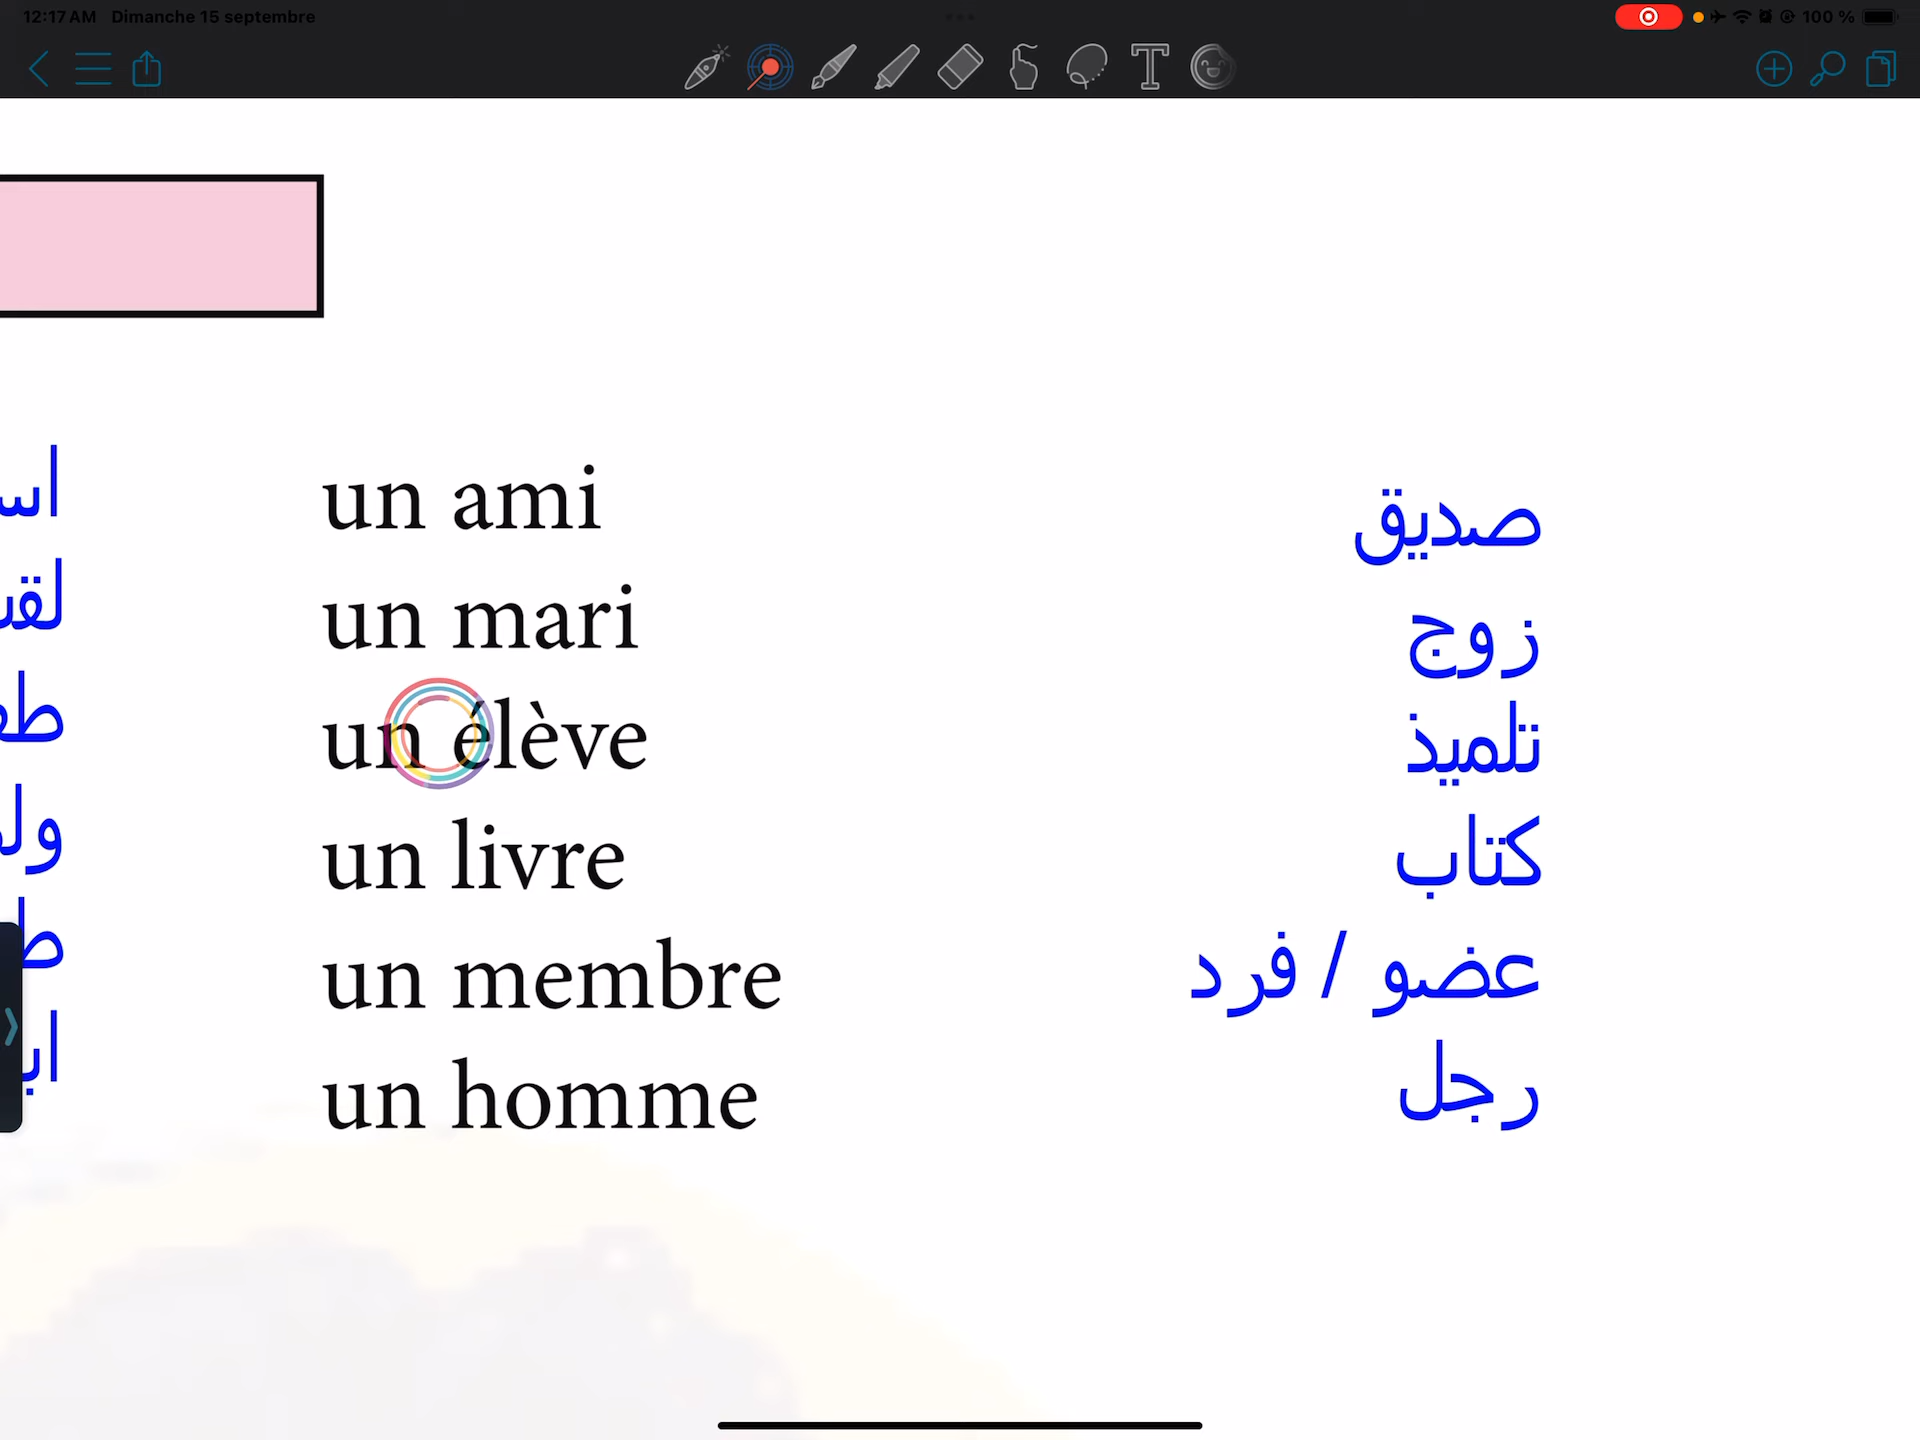 12:17 AM Dimanche 15 septembre
100 %
un ami صديق
un mari زوج
un élève تلميذ
un livre كتاب
un membre عضو / فرد
un homme رجل